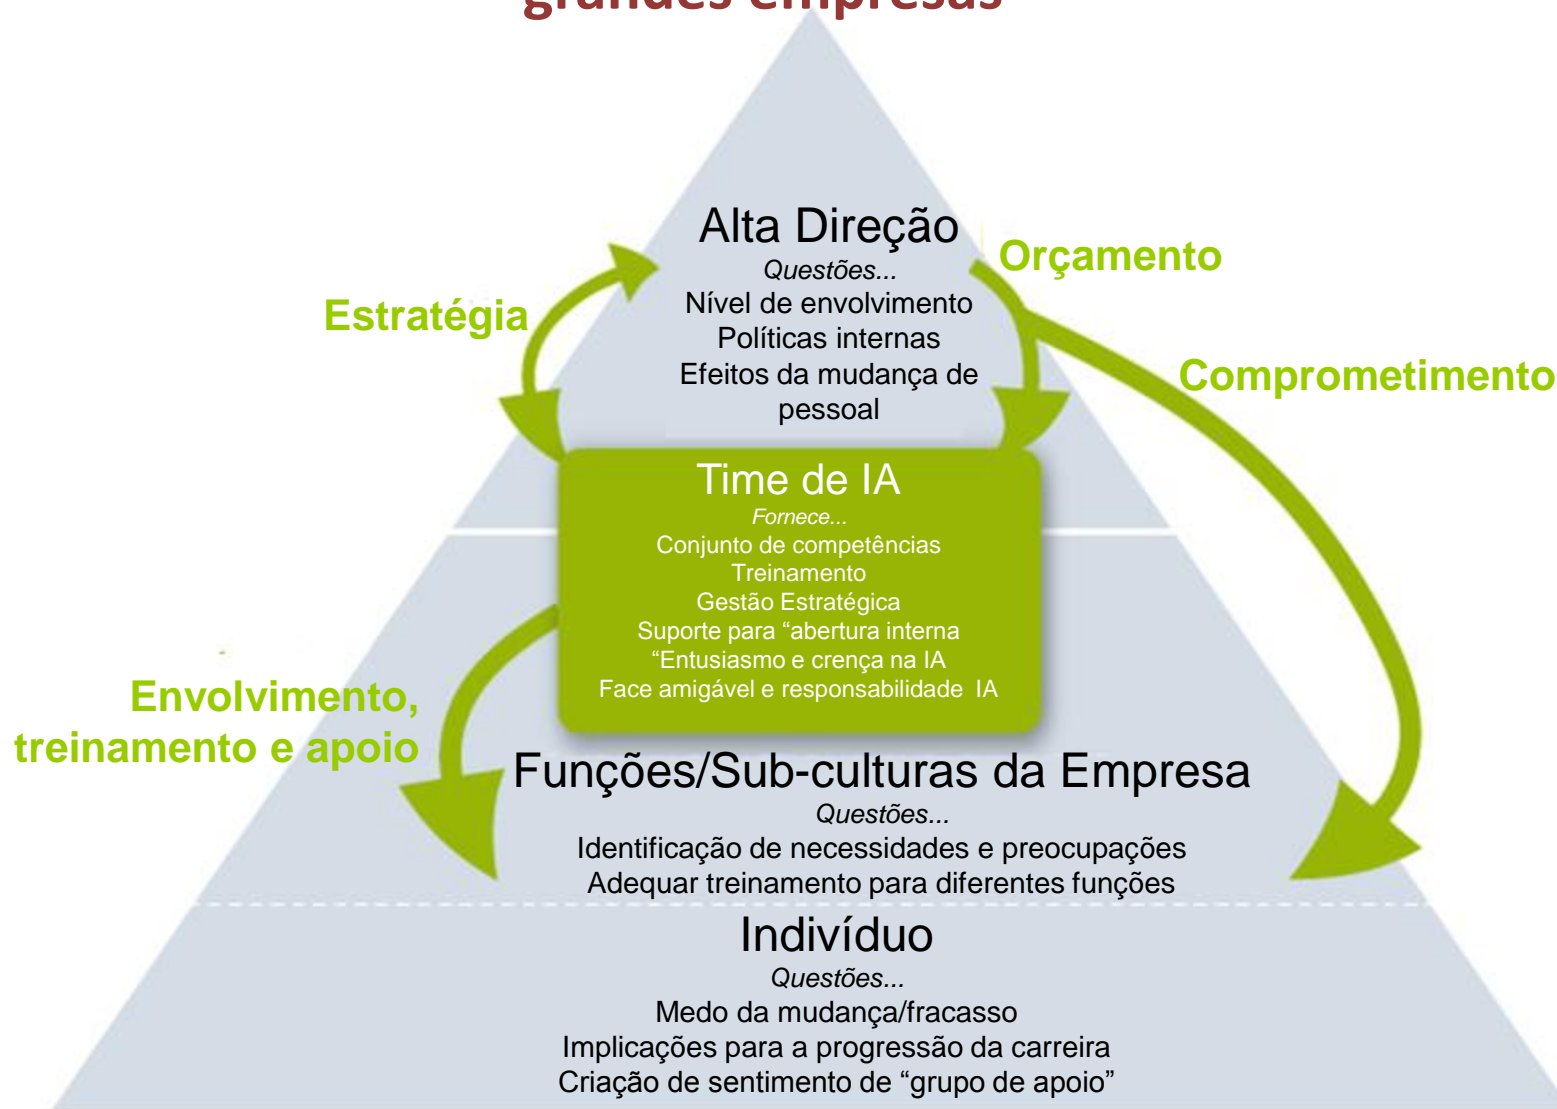 grandes empresas
Alta Direção
Questões...
Nível de envolvimento
Políticas internas
Efeitos da mudança de
pessoal
Orçamento
Estratégia
Comprometimento
Time de IA
Fornece...
Conjunto de competências
Treinamento
Gestão Estratégica
Suporte para “abertura interna
“Entusiasmo e crença na IA
Face amigável e responsabilidade IA
Envolvimento,
treinamento e apoio
Funções/Sub-culturas da Empresa
Questões...
Identificação de necessidades e preocupações
Adequar treinamento para diferentes funções
Indivíduo
Questões...
Medo da mudança/fracasso
Implicações para a progressão da carreira
Criação de sentimento de “grupo de apoio”